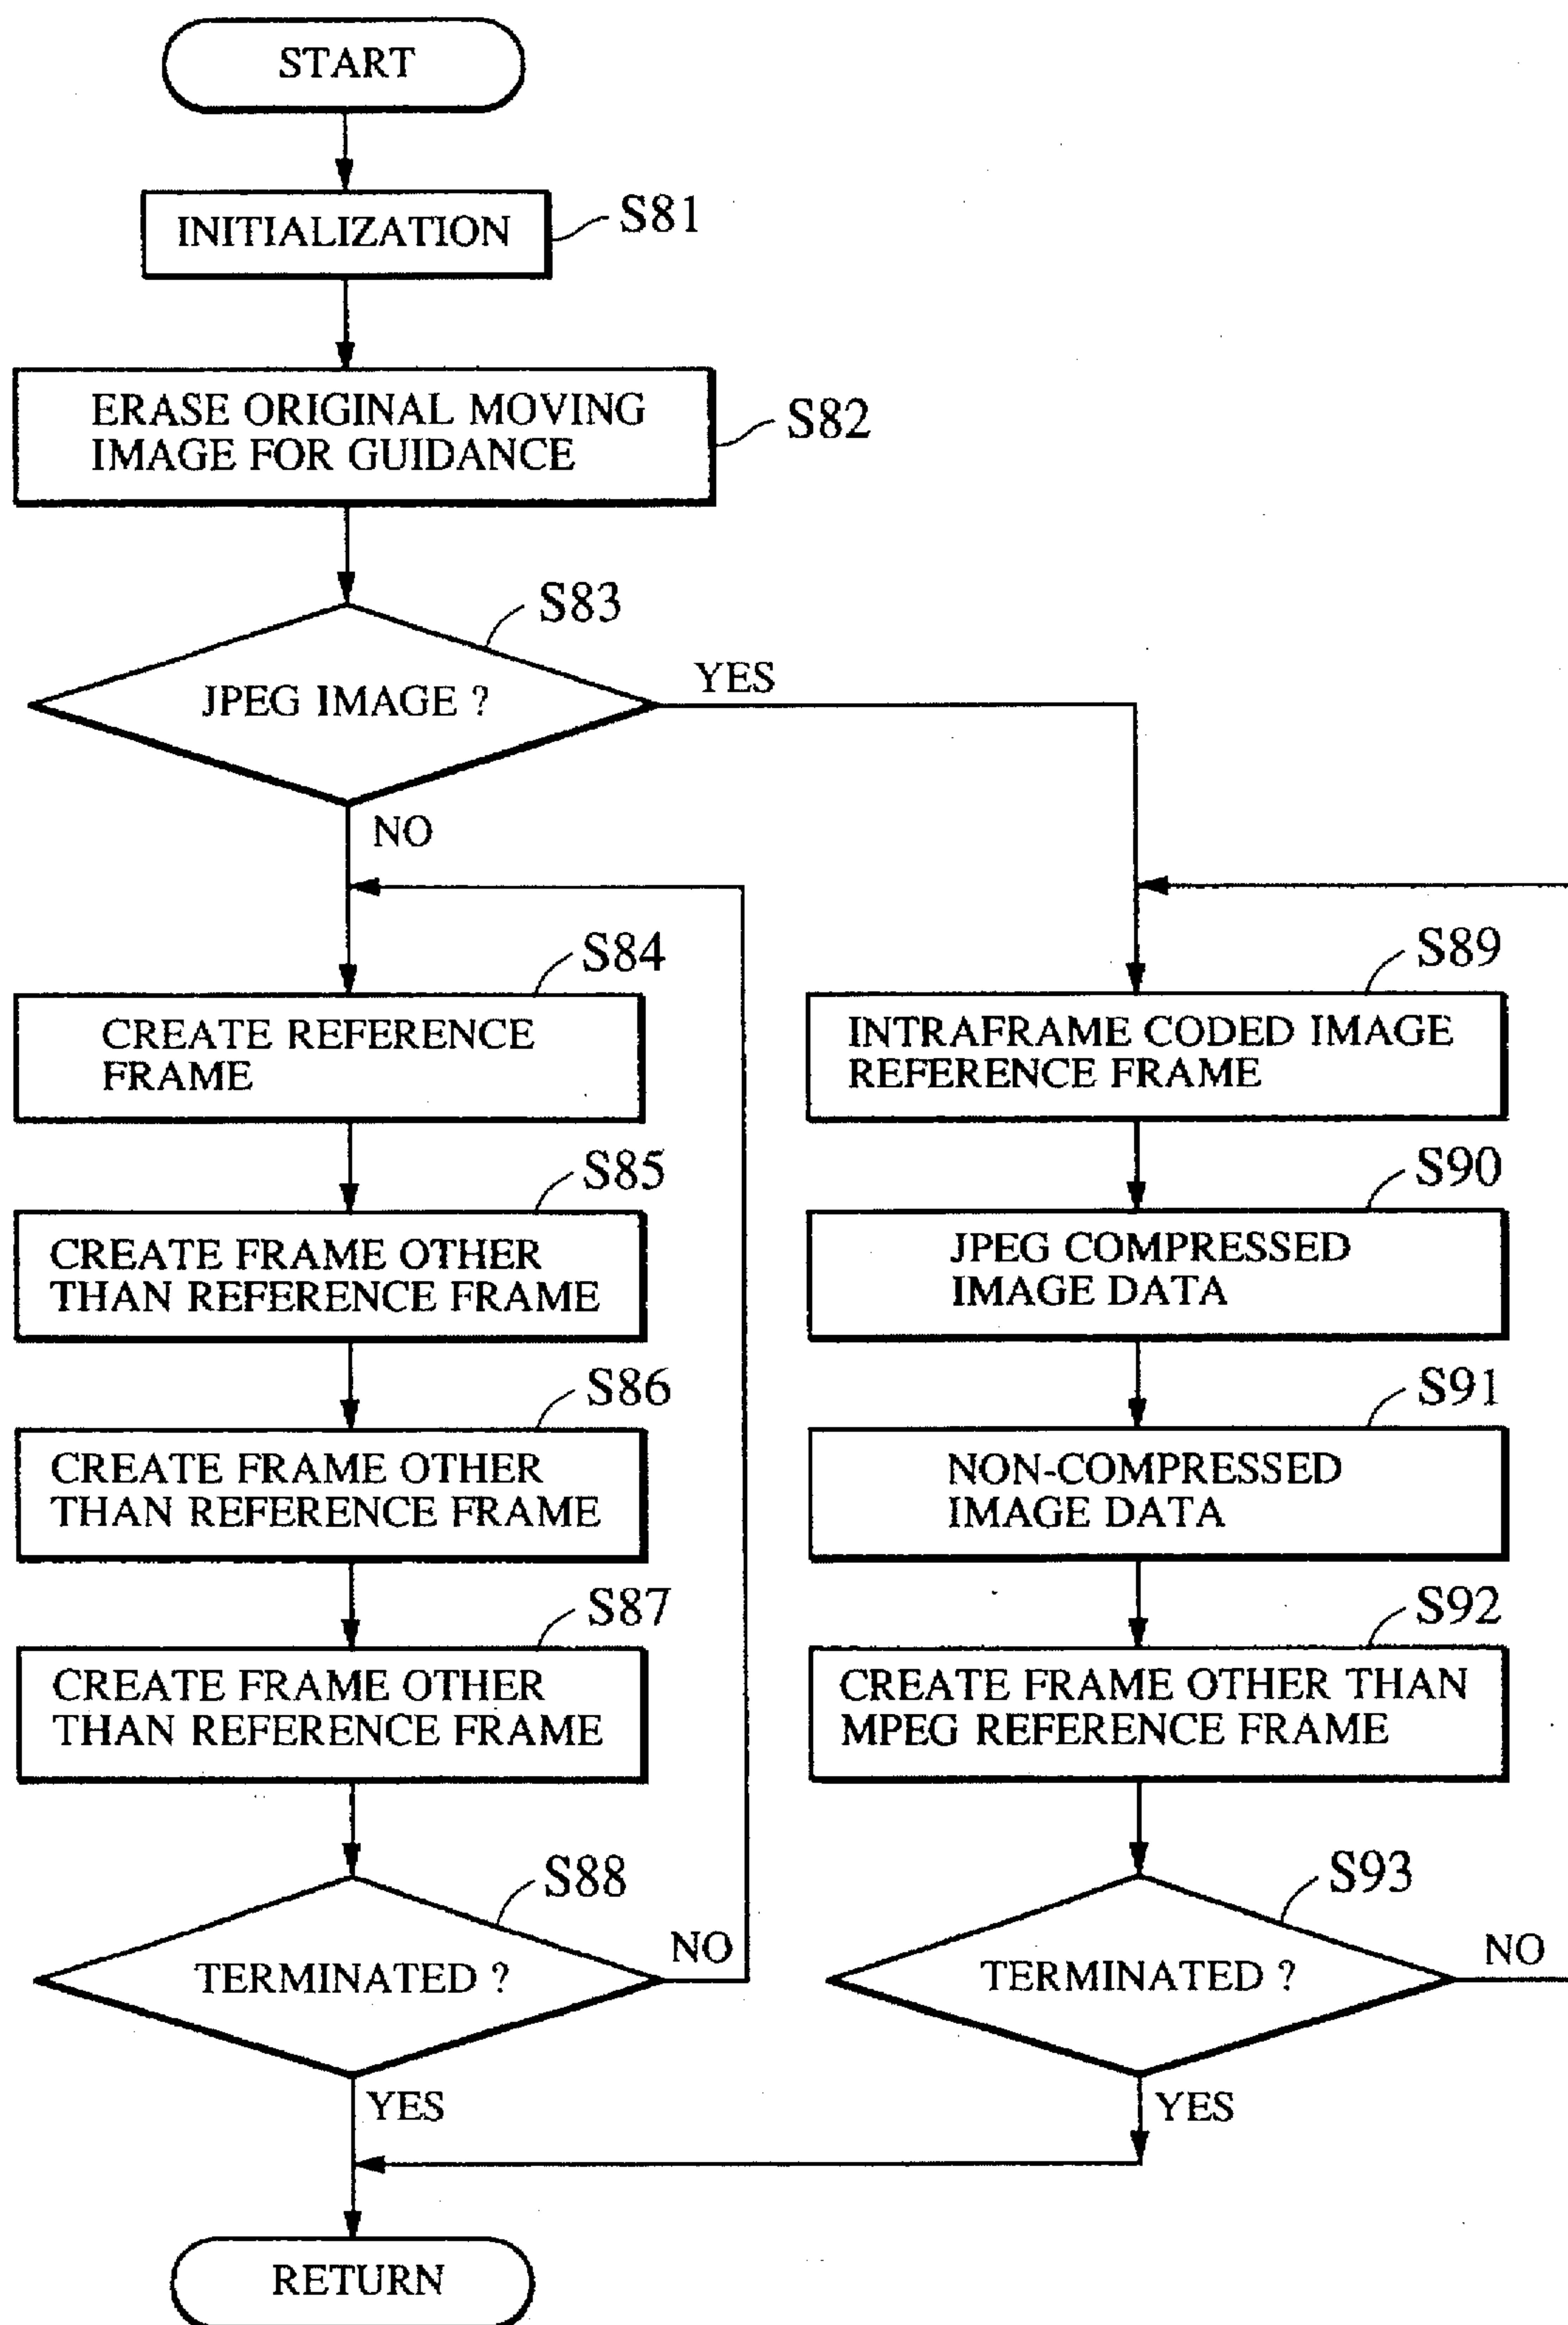 START
INITIALIZATION
S81
ERASE ORIGINAL MOVING
IMAGE FOR GUIDANCE
S82
S83
JPEG IMAGE ?
YES
NO
S84
CREATE REFERENCE
FRAME
S85
CREATE FRAME OTHER
THAN REFERENCE FRAME
S86
CREATE FRAME OTHER
THAN REFERENCE FRAME
S87
CREATE FRAME OTHER
THAN REFERENCE FRAME
S88
TERMINATED ?
NO
YES
S89
INTRAFRAME CODED IMAGE
REFERENCE FRAME
S90
JPEG COMPRESSED
IMAGE DATA
S91
NON-COMPRESSED
IMAGE DATA
S92
CREATE FRAME OTHER THAN
MPEG REFERENCE FRAME
S93
TERMINATED ?
NO
YES
RETURN